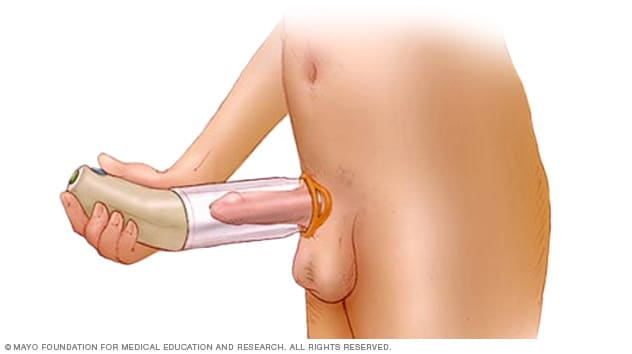 © MAYO FOUNDATION FOR MEDICAL EDUCATION AND RESEARCH. ALL RIGHTS RESERVED.